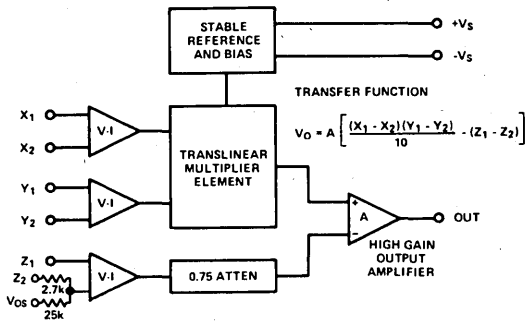 STABLE
REFERENCE
AND BIAS
+VS
-VS
TRANSFER FUNCTION
VO = A [ (X1 - X2)(Y1 - Y2) / 10 - (Z1 - Z2) ]
X1
X2
V-I
TRANSLINEAR
MULTIPLIER
ELEMENT
Y1
Y2
V-I
+
A
-
OUT
HIGH GAIN
OUTPUT
AMPLIFIER
Z1
Z2
2.7k
VOS
25k
V-I
0.75 ATTEN